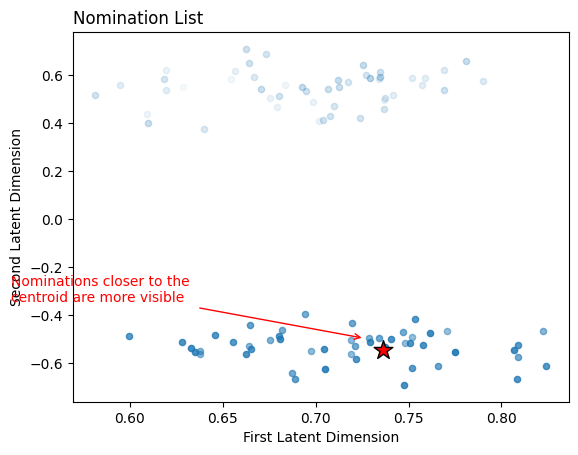 Nomination List
Second Latent Dimension
0.6
0.4
0.2
0.0
−0.2
−0.4
−0.6
Nominations closer to the
centroid are more visible
0.60
0.65
0.70
0.75
0.80
First Latent Dimension